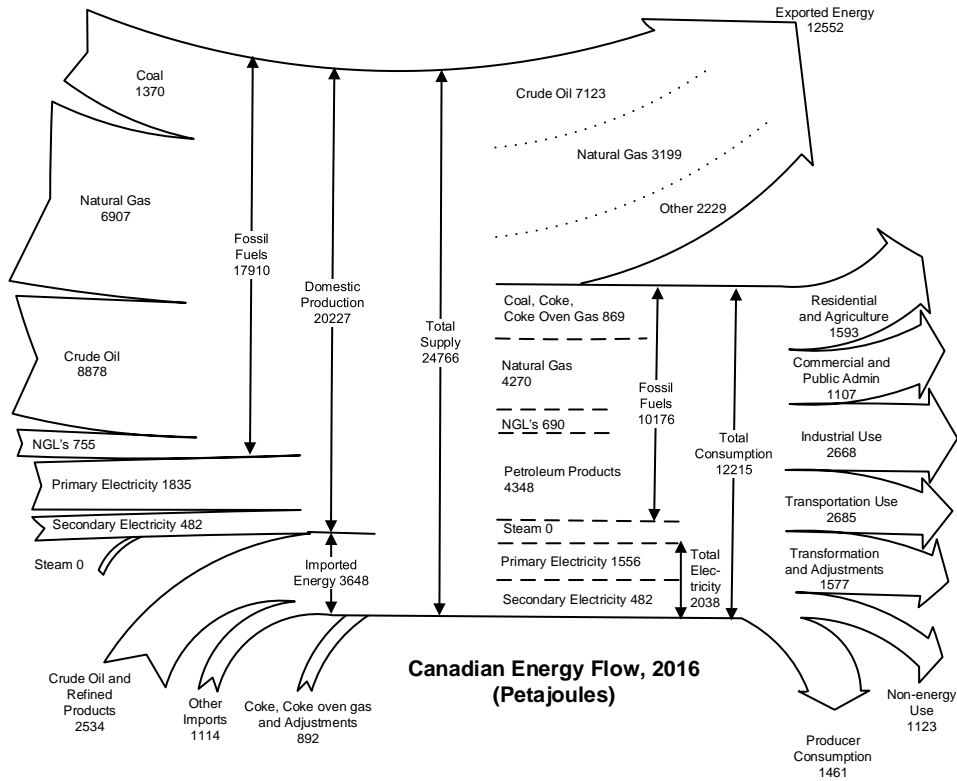 Exported Energy
12552
Coal
1370
Natural Gas
6907
Crude Oil
8878
NGL's 755
Primary Electricity 1835
Secondary Electricity 482
Steam 0
Fossil
Fuels
17910
Domestic
Production
20227
Imported
Energy 3648
Total
Supply
24766
Crude Oil 7123
Natural Gas 3199
Other 2229
Coal, Coke,
Coke Oven Gas 869
Natural Gas
4270
NGL's 690
Petroleum Products
4348
Steam 0
Primary Electricity 1556
Secondary Electricity 482
Fossil
Fuels
10176
Total
Elec-
tricity
2038
Total
Consumption
12215
Residential
and Agriculture
1593
Commercial and
Public Admin
1107
Industrial Use
2668
Transportation Use
2685
Transformation
and Adjustments
1577
Non-energy
Use
1123
Producer
Consumption
1461
Crude Oil and
Refined
Products
2534
Other
Imports
1114
Coke, Coke oven gas
and Adjustments
892
Canadian Energy Flow, 2016
(Petajoules)